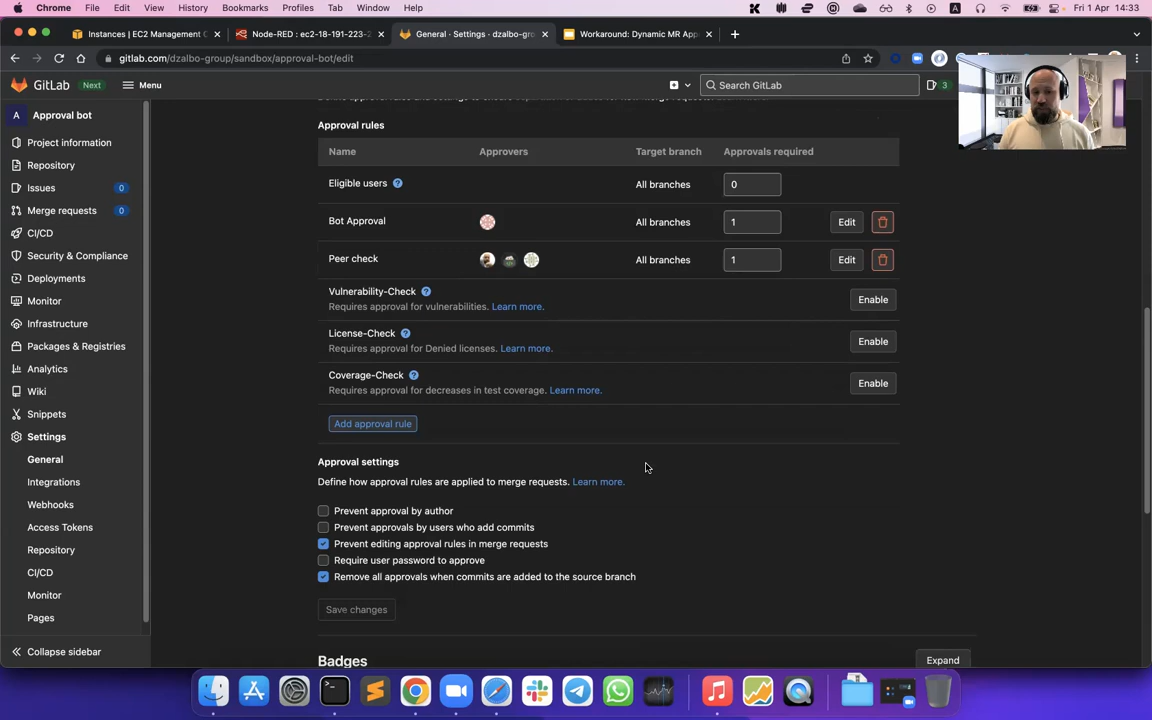 Chrome File Edit View History Bookmarks Profiles Tab Window Help Fri 1 Apr 14:33
Instances | EC2 Management C Node-RED : ec2-18-191-223-2 General · Settings · dzalbo-gro Workaround: Dynamic MR App
gitlab.com/dzalbo-group/sandbox/approval-bot/edit
GitLab Next Menu Search GitLab 3
A Approval bot
Project information
Repository
Issues 0
Merge requests 0
CI/CD
Security & Compliance
Deployments
Monitor
Infrastructure
Packages & Registries
Analytics
Wiki
Snippets
Settings
General
Integrations
Webhooks
Access Tokens
Repository
CI/CD
Monitor
Pages
Collapse sidebar
Approval rules
Name Approvers Target branch Approvals required
Eligible users All branches 0
Bot Approval All branches 1 Edit
Peer check All branches 1 Edit
Vulnerability-Check
Requires approval for vulnerabilities. Learn more. Enable
License-Check
Requires approval for Denied licenses. Learn more. Enable
Coverage-Check
Requires approval for decreases in test coverage. Learn more. Enable
Add approval rule
Approval settings
Define how approval rules are applied to merge requests. Learn more.
Prevent approval by author
Prevent approvals by users who add commits
Prevent editing approval rules in merge requests
Require user password to approve
Remove all approvals when commits are added to the source branch
Save changes
Badges Expand